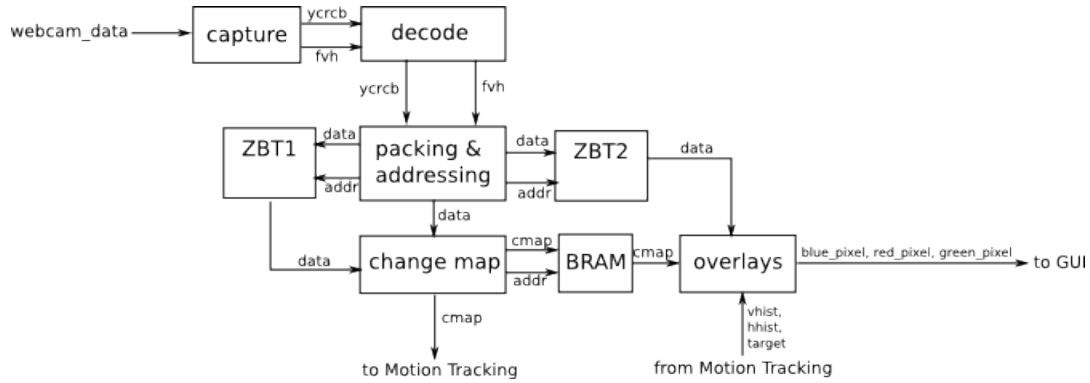 ycrcb
webcam_data
capture
decode
fvh
ycrcb
fvh
ZBT1
data
packing &
addressing
data
ZBT2
data
addr
addr
data
data
change map
cmap
addr
BRAM
cmap
overlays
blue_pixel, red_pixel, green_pixel
to GUI
cmap
vhist,
hhist,
target
to Motion Tracking
from Motion Tracking